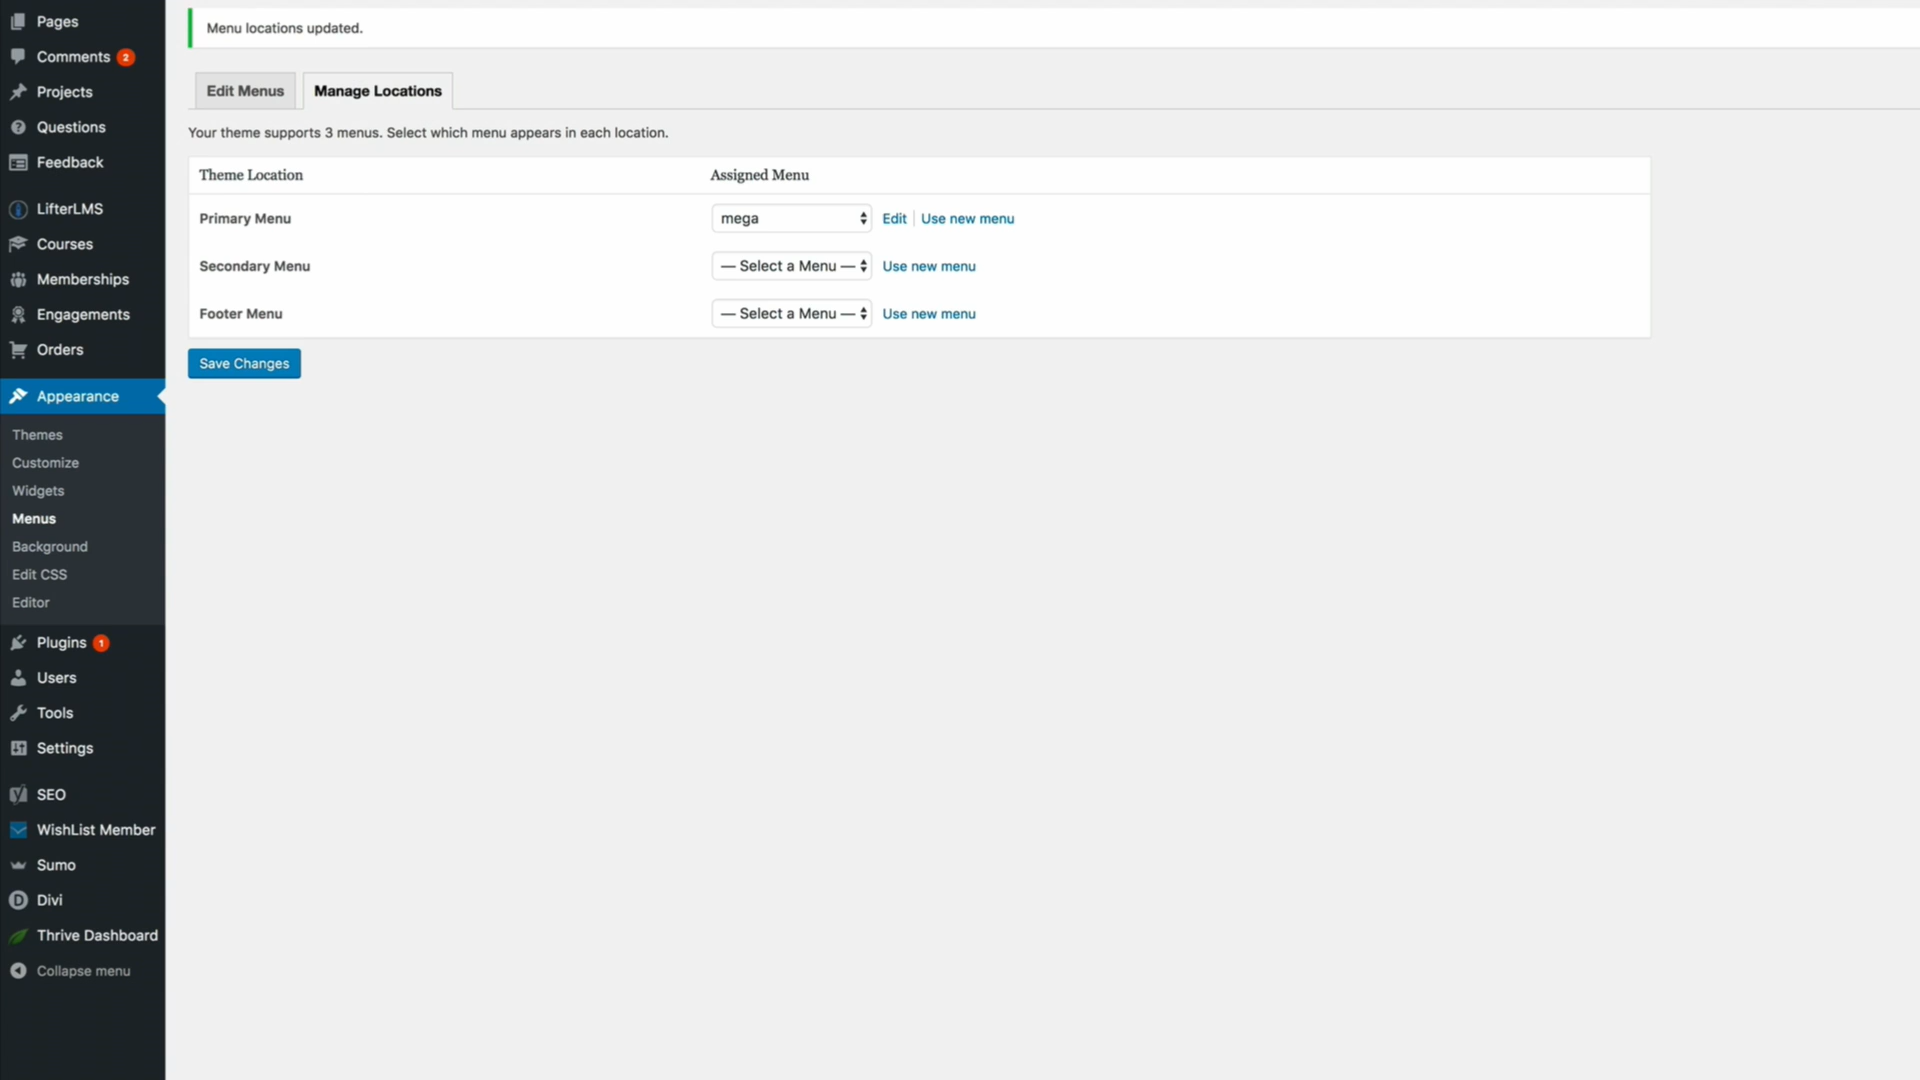 Pages
Comments 2
Projects
Questions
Feedback
LifterLMS
Courses
Memberships
Engagements
Orders
Appearance
Themes
Customize
Widgets
Menus
Background
Edit CSS
Editor
Plugins 1
Users
Tools
Settings
SEO
WishList Member
Sumo
Divi
Thrive Dashboard
Collapse menu
Menu locations updated.
Edit Menus Manage Locations
Your theme supports 3 menus. Select which menu appears in each location.
Theme Location Assigned Menu
Primary Menu mega Edit Use new menu
Secondary Menu — Select a Menu — Use new menu
Footer Menu — Select a Menu — Use new menu
Save Changes